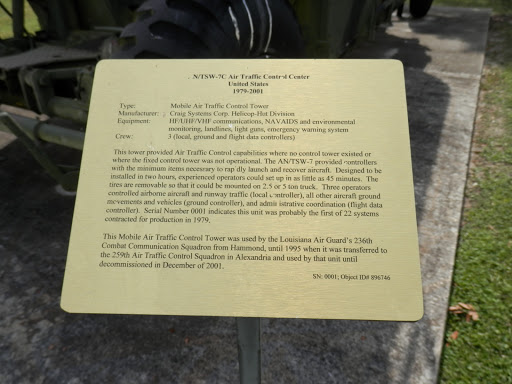 N/TSW-7C Air Traffic Control Center
United States
1979-2001
Type: Mobile Air Traffic Control Tower
Manufacturer: Craig Systems Corp. Helicop-Hut Division
Equipment: HF/UHF/VHF communications, NAVAIDS and environmental
monitoring, landlines, light guns, emergency warning system
Crew: 3 (local, ground and flight data controllers)
This tower provided Air Traffic Control capabilities where no control tower existed or
where the fixed control tower was not operational. The AN/TSW-7 provided controllers
with the minimum items necessary to rapidly launch and recover aircraft. Designed to be
installed in two hours, experienced operators could set up in as little as 45 minutes. The
tires are removable so that it could be mounted on 2.5 or 5 ton truck. Three operators
controlled airborne aircraft and runway traffic (local controller), all other aircraft ground
movements and vehicles (ground controller), and administrative coordination (flight data
controller). Serial Number 0001 indicates this unit was probably the first of 22 systems
contracted for production in 1979.
This Mobile Air Traffic Control Tower was used by the Louisiana Air Guard's 236th
Combat Communication Squadron from Hammond, until 1995 when it was transferred to
the 259th Air Traffic Control Squadron in Alexandria and used by that unit until
decommissioned in December of 2001.
SN: 0001; Object ID# 896746